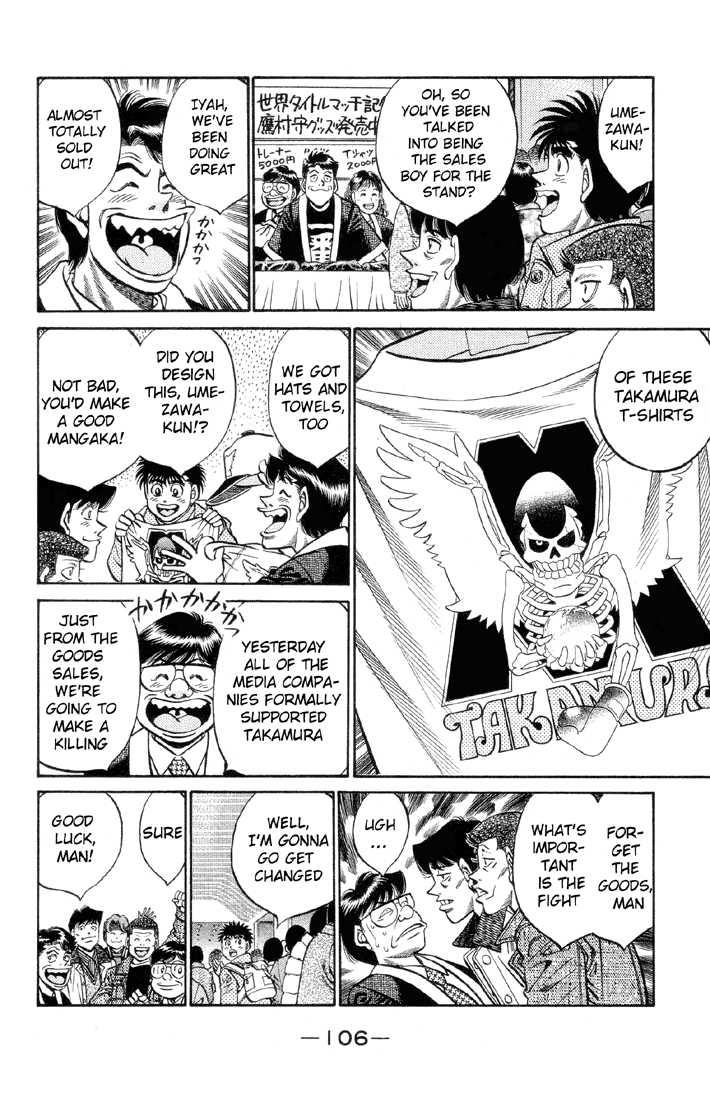 UME-
ZAWA-
KUN!
OH, SO
YOU'VE BEEN
TALKED
INTO BEING
THE SALES
BOY FOR THE
STAND?
世界タイトルマッチ記
鷹村守グッズ発売中
トレーナー
5000円
Tシャツ
2000円
IYAH,
WE'VE
BEEN
DOING
GREAT
ALMOST
TOTALLY
SOLD
OUT!
かかかっ
OF THESE
TAKAMURA
T-SHIRTS
TAKAMURA
WE GOT
HATS AND
TOWELS,
TOO
DID YOU
DESIGN
THIS, UME-
ZAWA-
KUN!?
NOT BAD,
YOU'D MAKE
A GOOD
MANGAKA!
かかかかかっ
YESTERDAY
ALL OF THE
MEDIA COMPA-
NIES FORMALLY
SUPPORTED
TAKAMURA
JUST
FROM THE
GOODS
SALES,
WE'RE
GOING TO
MAKE A
KILLING
FOR-
GET
THE
GOODS,
MAN
WHAT'S
IMPOR-
TANT
IS THE
FIGHT
UGH
...
WELL,
I'M GONNA
GO GET
CHANGED
SURE
GOOD
LUCK,
MAN!
—106—